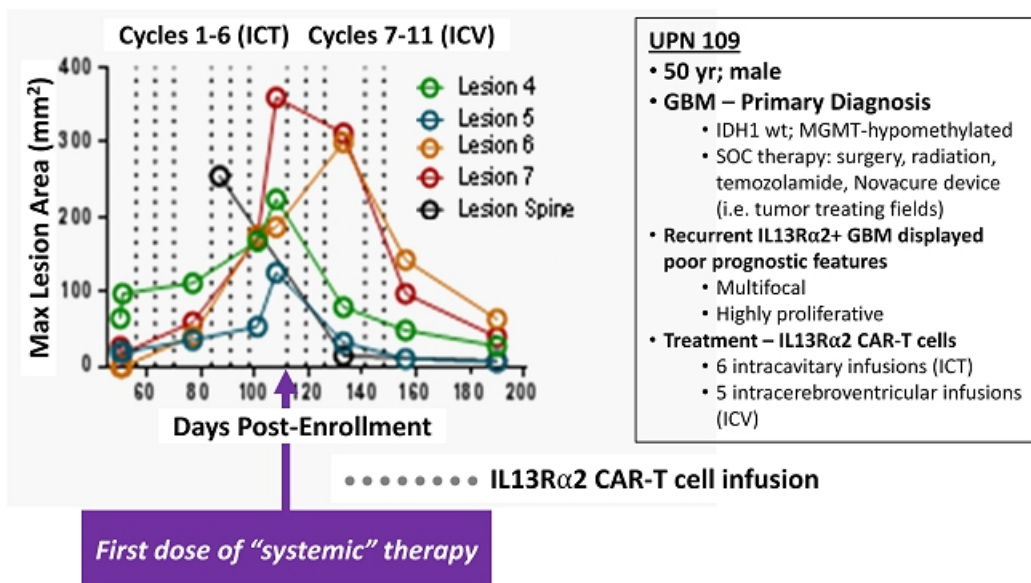 Cycles 1-6 (ICT)
Cycles 7-11 (ICV)
Max Lesion Area (mm²)
400
300
200
100
0
60
80
100
120
140
160
180
200
Days Post-Enrollment
Lesion 4
Lesion 5
Lesion 6
Lesion 7
Lesion Spine
IL13Rα2 CAR-T cell infusion
First dose of “systemic” therapy
UPN 109
• 50 yr; male
• GBM – Primary Diagnosis
• IDH1 wt; MGMT-hypomethylated
• SOC therapy: surgery, radiation,
temozolamide, Novacure device
(i.e. tumor treating fields)
• Recurrent IL13Rα2+ GBM displayed
poor prognostic features
• Multifocal
• Highly proliferative
• Treatment – IL13Rα2 CAR-T cells
• 6 intracavitary infusions (ICT)
• 5 intracerebroventricular infusions
(ICV)